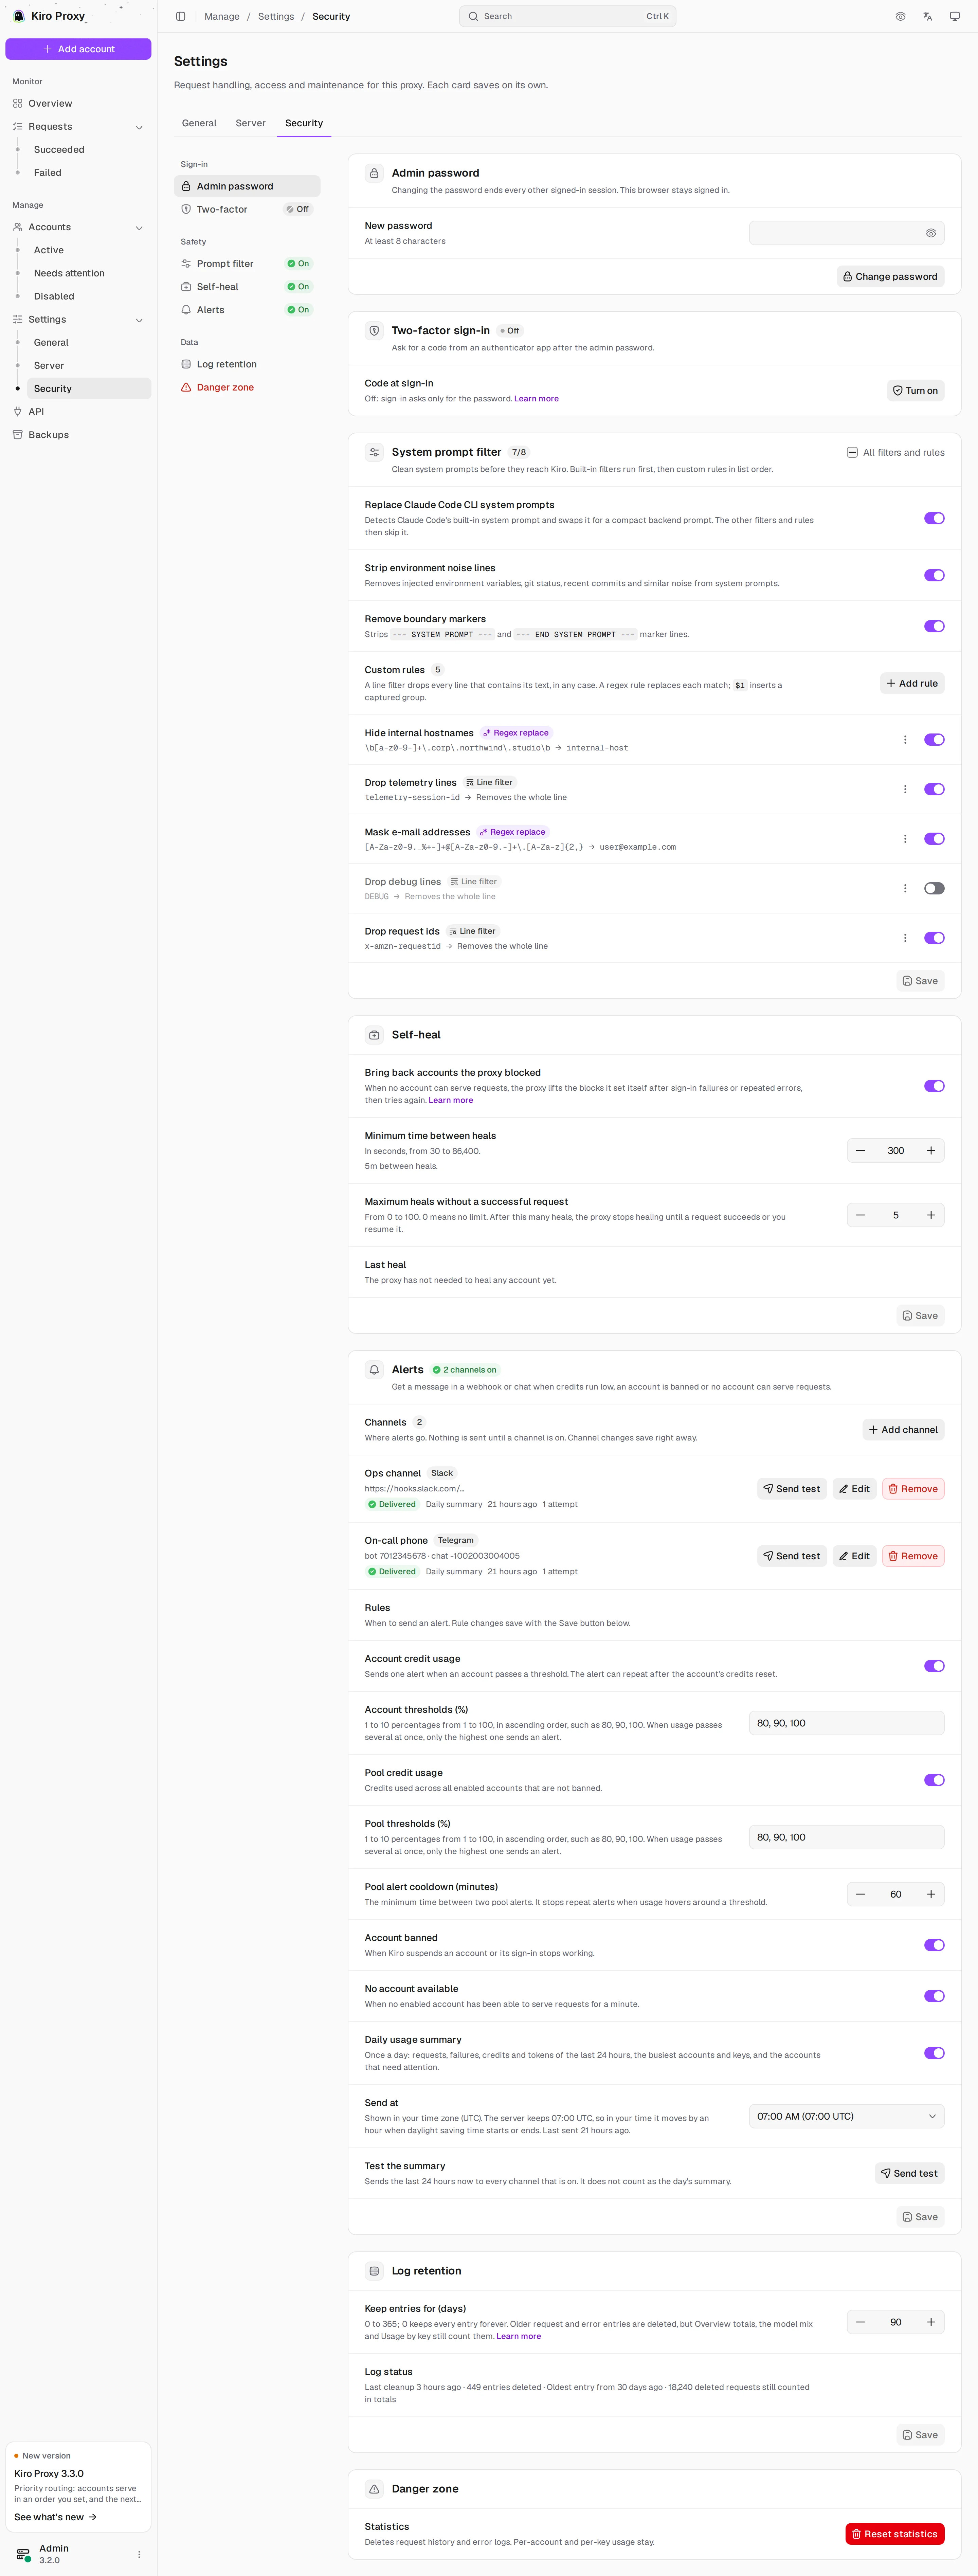 Kiro Proxy
Add account
Monitor
Overview
Requests
Succeeded
Failed
Manage
Accounts
Active
Needs attention
Disabled
Settings
General
Server
Security
API
Backups
New version
Kiro Proxy 3.3.0
Priority routing: accounts serve
in an order you set, and the next...
See what's new →
Admin
3.2.0
Manage / Settings / Security
Search Ctrl K
Settings
Request handling, access and maintenance for this proxy. Each card saves on its own.
General Server Security
Sign-in
Admin password
Two-factor Off
Safety
Prompt filter On
Self-heal On
Alerts On
Data
Log retention
Danger zone
Admin password
Changing the password ends every other signed-in session. This browser stays signed in.
New password
At least 8 characters
Change password
Two-factor sign-in Off
Ask for a code from an authenticator app after the admin password.
Code at sign-in
Off: sign-in asks only for the password. Learn more
Turn on
System prompt filter 7/8
All filters and rules
Clean system prompts before they reach Kiro. Built-in filters run first, then custom rules in list order.
Replace Claude Code CLI system prompts
Detects Claude Code's built-in system prompt and swaps it for a compact backend prompt. The other filters and rules
then skip it.
Strip environment noise lines
Removes injected environment variables, git status, recent commits and similar noise from system prompts.
Remove boundary markers
Strips --- SYSTEM PROMPT --- and --- END SYSTEM PROMPT --- marker lines.
Custom rules 5
A line filter drops every line that contains its text, in any case. A regex rule replaces each match; $1 inserts a
captured group.
Add rule
Hide internal hostnames Regex replace
\b[a-z0-9-]+\.corp\.northwind\.studio\b → internal-host
Drop telemetry lines Line filter
telemetry-session-id → Removes the whole line
Mask e-mail addresses Regex replace
[A-Za-z0-9._%+-]+@[A-Za-z0-9.-]+\.[A-Za-z]{2,} → user@example.com
Drop debug lines Line filter
DEBUG → Removes the whole line
Drop request ids Line filter
x-amzn-requestid → Removes the whole line
Save
Self-heal
Bring back accounts the proxy blocked
When no account can serve requests, the proxy lifts the blocks it set itself after sign-in failures or repeated errors,
then tries again. Learn more
Minimum time between heals
In seconds, from 30 to 86,400.
5m between heals.
300
Maximum heals without a successful request
From 0 to 100. 0 means no limit. After this many heals, the proxy stops healing until a request succeeds or you
resume it.
5
Last heal
The proxy has not needed to heal any account yet.
Save
Alerts 2 channels on
Get a message in a webhook or chat when credits run low, an account is banned or no account can serve requests.
Channels 2
Where alerts go. Nothing is sent until a channel is on. Channel changes save right away.
Add channel
Ops channel Slack
https://hooks.slack.com/...
Delivered Daily summary 21 hours ago 1 attempt
Send test Edit Remove
On-call phone Telegram
bot 7012345678 · chat -1002003004005
Delivered Daily summary 21 hours ago 1 attempt
Send test Edit Remove
Rules
When to send an alert. Rule changes save with the Save button below.
Account credit usage
Sends one alert when an account passes a threshold. The alert can repeat after the account's credits reset.
Account thresholds (%)
1 to 10 percentages from 1 to 100, in ascending order, such as 80, 90, 100. When usage passes
several at once, only the highest one sends an alert.
80, 90, 100
Pool credit usage
Credits used across all enabled accounts that are not banned.
Pool thresholds (%)
1 to 10 percentages from 1 to 100, in ascending order, such as 80, 90, 100. When usage passes
several at once, only the highest one sends an alert.
80, 90, 100
Pool alert cooldown (minutes)
The minimum time between two pool alerts. It stops repeat alerts when usage hovers around a threshold.
60
Account banned
When Kiro suspends an account or its sign-in stops working.
No account available
When no enabled account has been able to serve requests for a minute.
Daily usage summary
Once a day: requests, failures, credits and tokens of the last 24 hours, the busiest accounts and keys, and the accounts
that need attention.
Send at
Shown in your time zone (UTC). The server keeps 07:00 UTC, so in your time it moves by an
hour when daylight saving time starts or ends. Last sent 21 hours ago.
07:00 AM (07:00 UTC)
Test the summary
Sends the last 24 hours now to every channel that is on. It does not count as the day's summary.
Send test
Save
Log retention
Keep entries for (days)
0 to 365; 0 keeps every entry forever. Older request and error entries are deleted, but Overview totals, the model mix
and Usage by key still count them. Learn more
90
Log status
Last cleanup 3 hours ago · 449 entries deleted · Oldest entry from 30 days ago · 18,240 deleted requests still counted
in totals
Save
Danger zone
Statistics
Deletes request history and error logs. Per-account and per-key usage stay.
Reset statistics